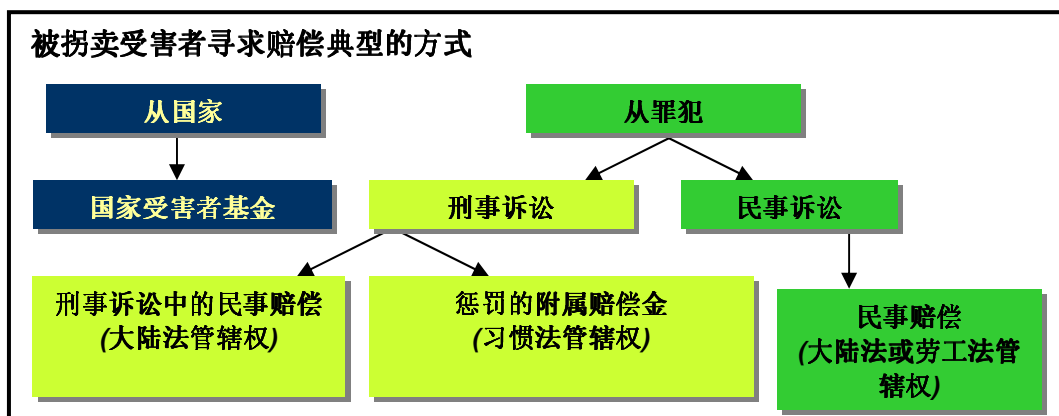 被拐卖受害者寻求赔偿典型的方式
从国家
从罪犯
国家受害者基金
刑事诉讼
民事诉讼
刑事诉讼中的民事赔偿
(大陆法管辖权)
惩罚的附属赔偿金
(习惯法管辖权)
民事赔偿
(大陆法或劳工法管
辖权)